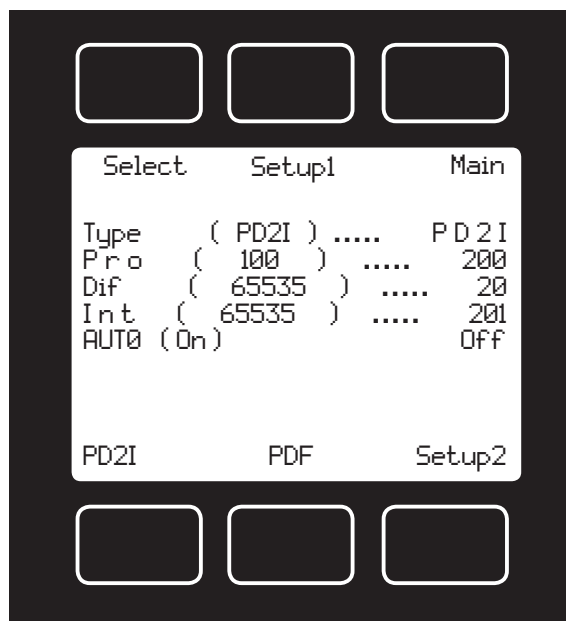 Select Setup1 Main
Type ( PD2I ) ..... PD2I
Pro ( 100 ) ..... 200
Dif ( 65535 ) ..... 20
Int ( 65535 ) ..... 201
AUTO (On) Off
PD2I PDF Setup2